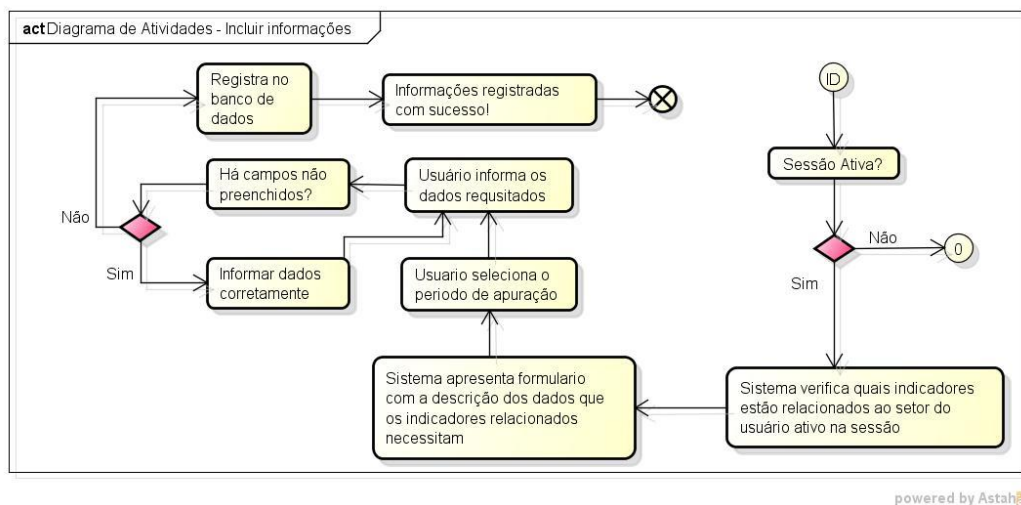 act Diagrama de Atividades - Incluir informações
Registra no
banco de
dados
Informações registradas
com sucesso!
ID
Sessão Ativa?
Há campos não
preenchidos?
Usuário informa os
dados requsitados
Não
Não
0
Sim
Informar dados
corretamente
Usuario seleciona o
periodo de apuração
Sim
Sistema apresenta formulario
com a descrição dos dados que
os indicadores relacionados
necessitam
Sistema verifica quais indicadores
estão relacionados ao setor do
usuário ativo na sessão
powered by Astah